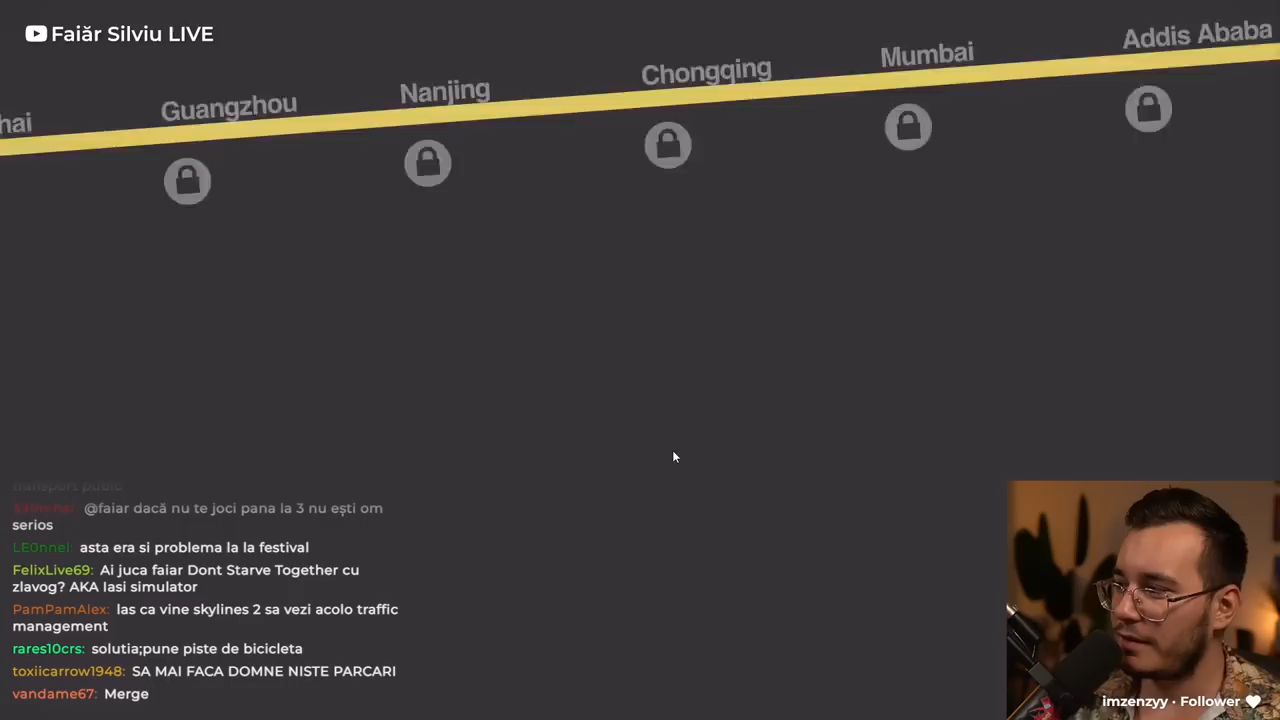 Faiăr Silviu LIVE
Addis Ababa
Mumbai
Chongqing
Nanjing
Guangzhou
hai
transport public
@faiar dacă nu te joci pana la 3 nu ești om
serios
LE0nnel: asta era si problema la la festival
FelixLive69: Ai juca faiar Dont Starve Together cu
zlavog? AKA Iasi simulator
PamPamAlex: las ca vine skylines 2 sa vezi acolo traffic
management
rares10crs: solutia;pune piste de bicicleta
toxiicarrow1948: SA MAI FACA DOMNE NISTE PARCARI
vandame67: Merge
imzenzyy · Follower